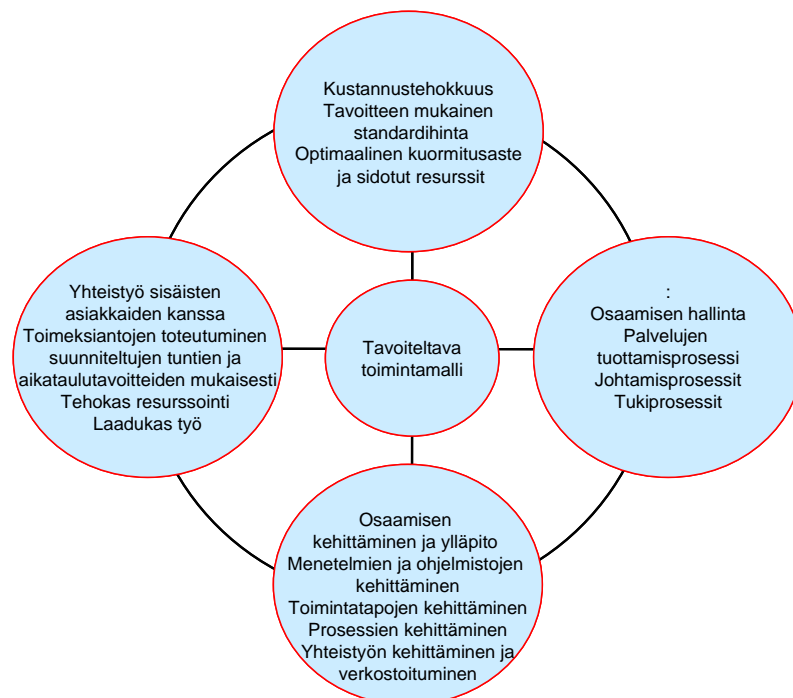 Kustannustehokkuus
Tavoitteen mukainen
standardihinta
Optimaalinen kuormitusaste
ja sidotut resurssit
Yhteistyö sisäisten
asiakkaiden kanssa
Toimeksiantojen toteutuminen
suunniteltujen tuntien ja
aikataulutavoitteiden mukaisesti
Tehokas resurssointi
Laadukas työ
Tavoiteltava
toimintamalli
:
Osaamisen hallinta
Palvelujen
tuottamisprosessi
Johtamisprosessit
Tukiprosessit
Osaamisen
kehittäminen ja ylläpito
Menetelmien ja ohjelmistojen
kehittäminen
Toimintatapojen kehittäminen
Prosessien kehittäminen
Yhteistyön kehittäminen ja
verkostoituminen